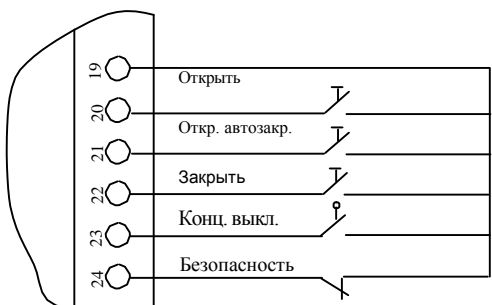 19
Открыть
20
Откр. автозакр.
21
Закрыть
22
Конц. выкл.
23
Безопасность
24